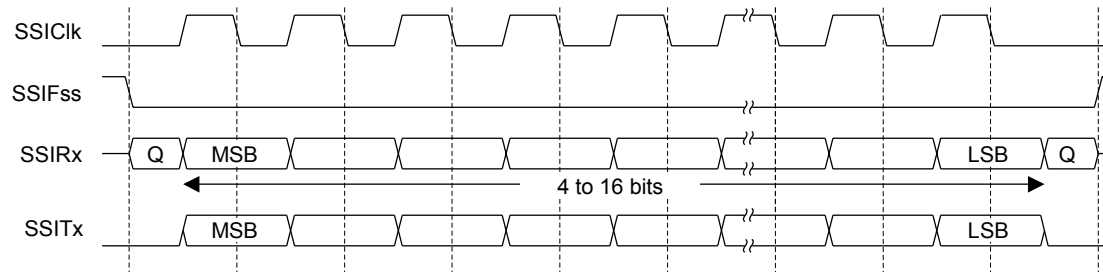 SSIClk
SSIFss
SSIRx Q MSB LSB Q
4 to 16 bits
SSITx MSB LSB